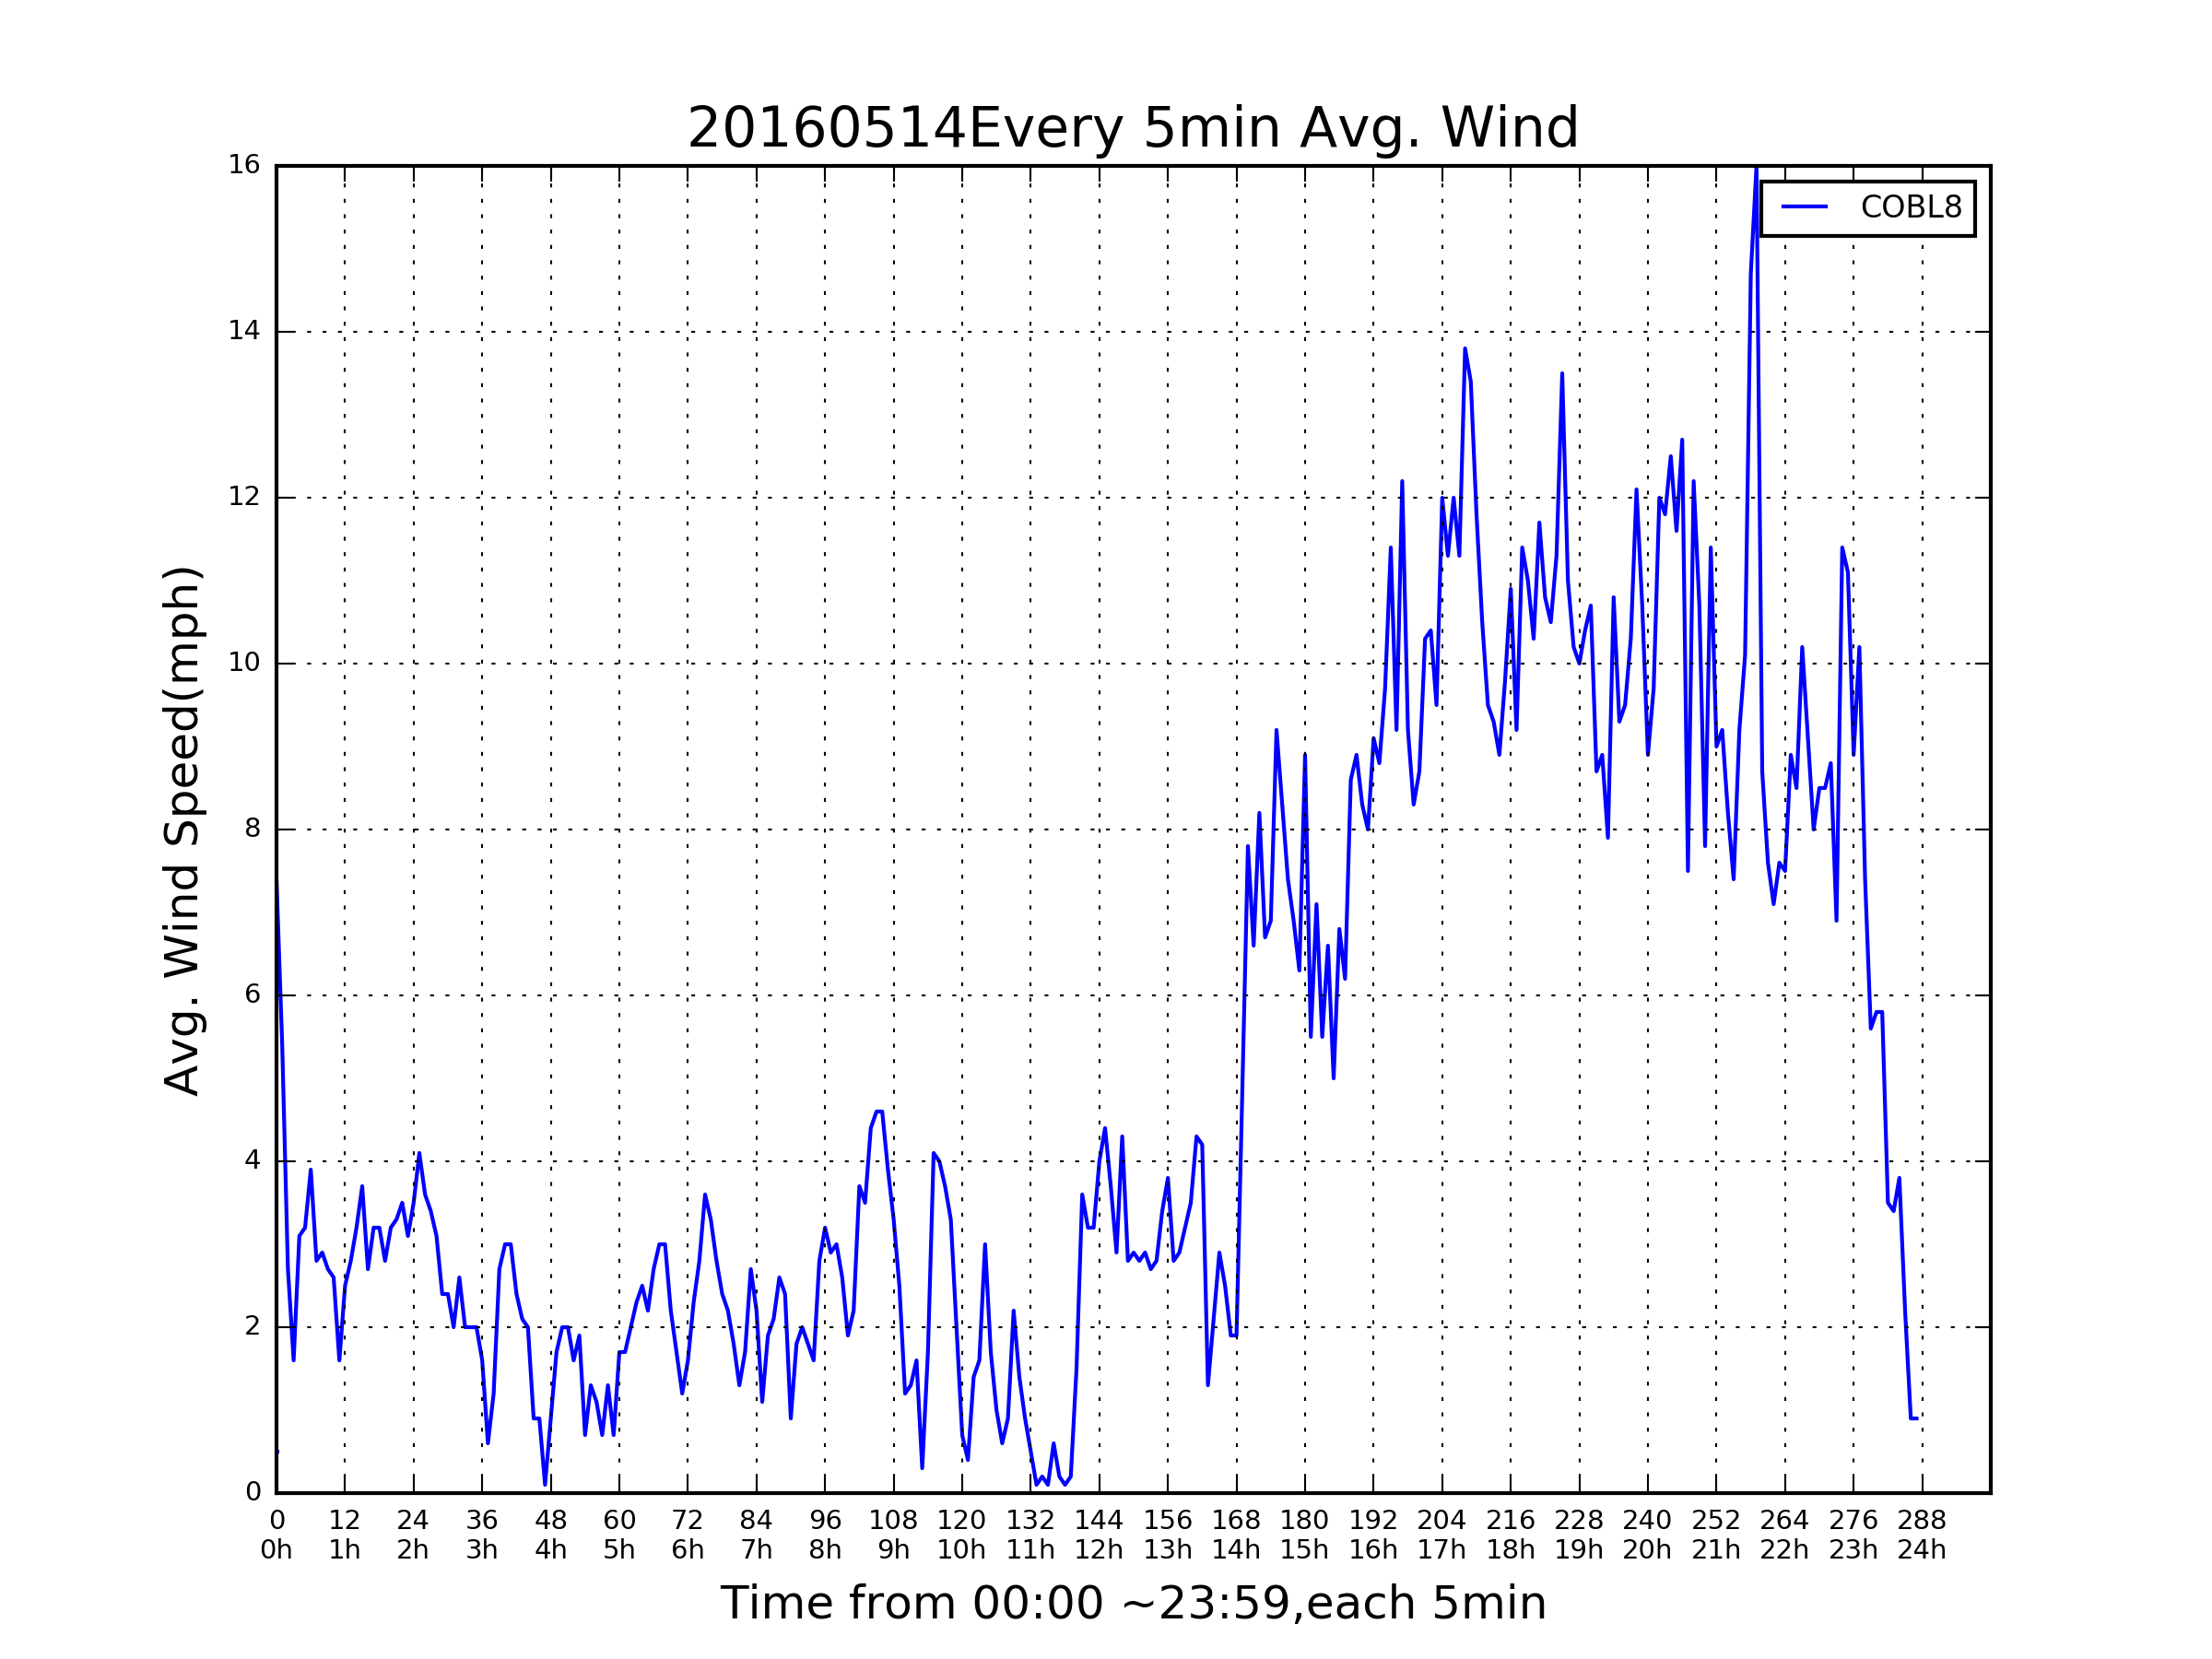 20160514Every 5min Avg. Wind
COBL8
Avg. Wind Speed(mph)
16
14
12
10
8
6
4
2
0
0 12 24 36 48 60 72 84 96 108 120 132 144 156 168 180 192 204 216 228 240 252 264 276 288
0h 1h 2h 3h 4h 5h 6h 7h 8h 9h 10h 11h 12h 13h 14h 15h 16h 17h 18h 19h 20h 21h 22h 23h 24h
Time from 00:00 ~23:59,each 5min